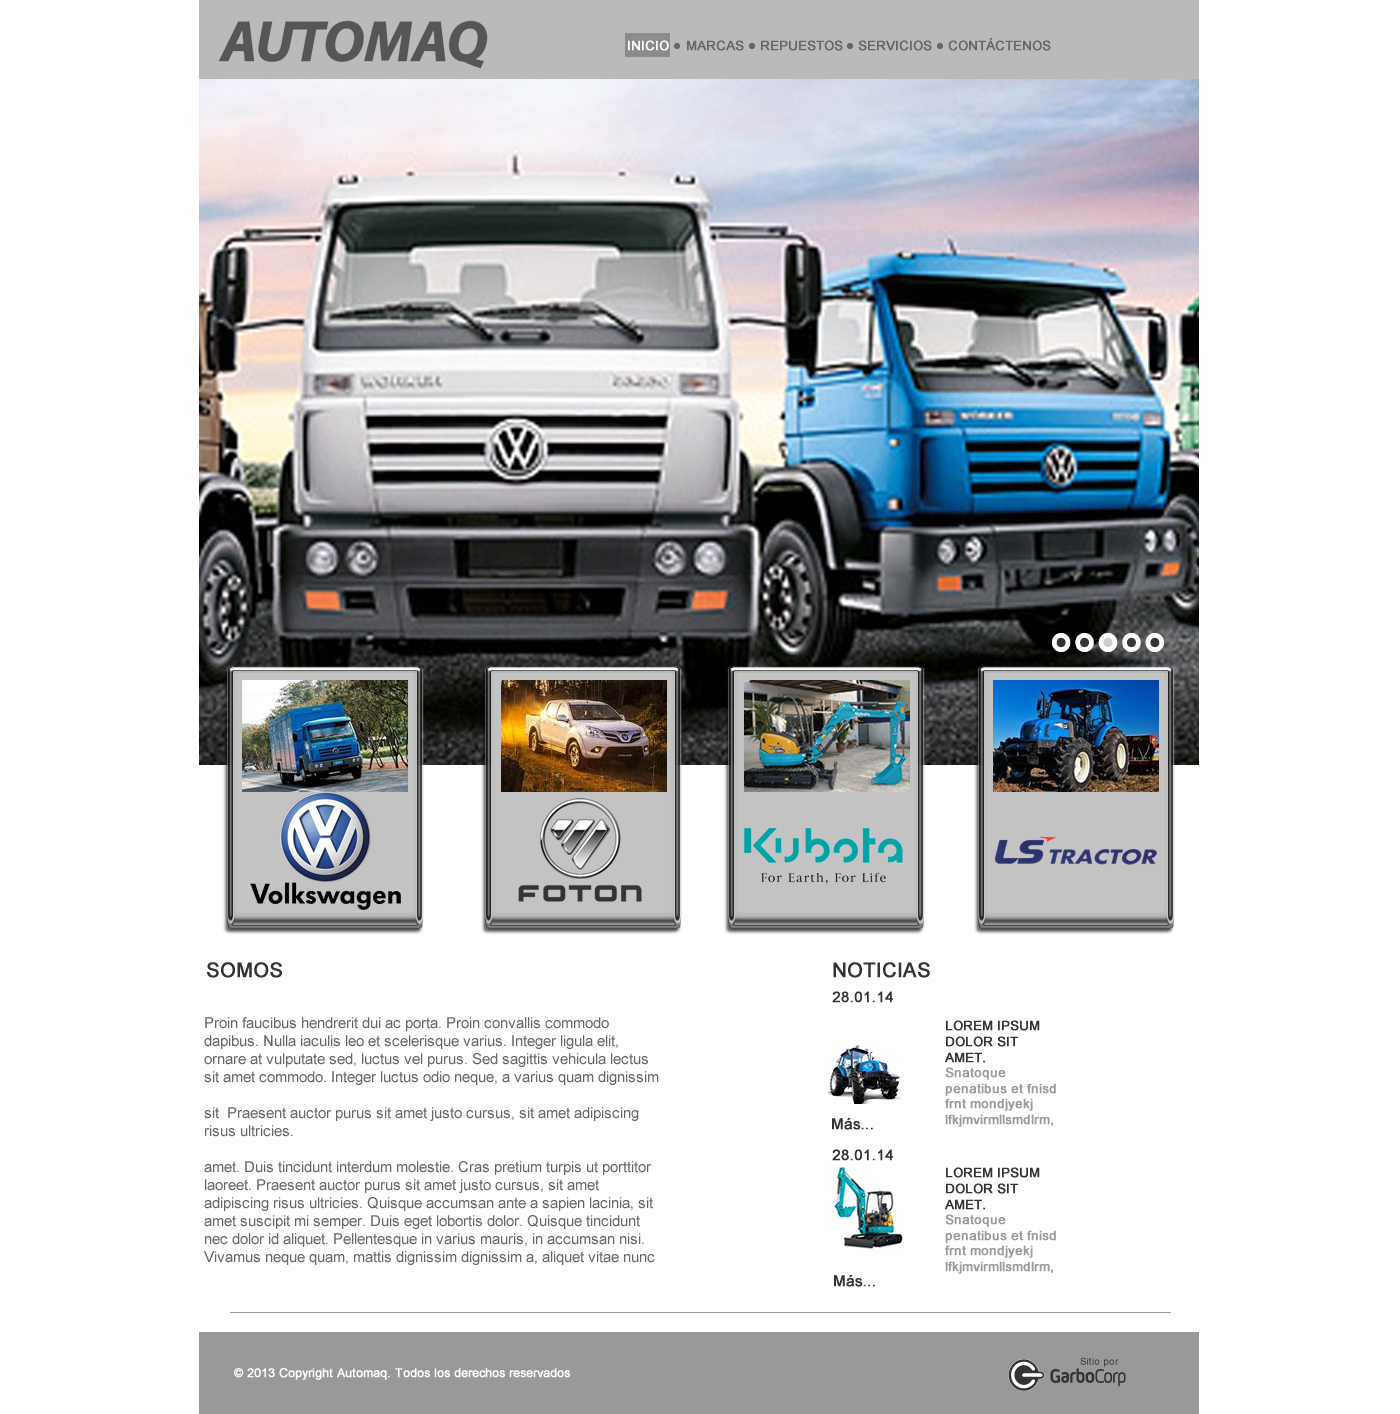 AUTOMAQ
INICIO • MARCAS • REPUESTOS • SERVICIOS • CONTÁCTENOS
WORKER
WORKER
Volkswagen
FOTON
Kubota
For Earth, For Life
LS TRACTOR
SOMOS
Proin faucibus hendrerit dui ac porta. Proin convallis commodo
dapibus. Nulla iaculis leo et scelerisque varius. Integer ligula elit,
ornare at vulputate sed, luctus vel purus. Sed sagittis vehicula lectus
sit amet commodo. Integer luctus odio neque, a varius quam dignissim
sit  Praesent auctor purus sit amet justo cursus, sit amet adipiscing
risus ultricies.
amet. Duis tincidunt interdum molestie. Cras pretium turpis ut porttitor
laoreet. Praesent auctor purus sit amet justo cursus, sit amet
adipiscing risus ultricies. Quisque accumsan ante a sapien lacinia, sit
amet suscipit mi semper. Duis eget lobortis dolor. Quisque tincidunt
nec dolor id aliquet. Pellentesque in varius mauris, in accumsan nisi.
Vivamus neque quam, mattis dignissim dignissim a, aliquet vitae nunc
NOTICIAS
28.01.14
LOREM IPSUM
DOLOR SIT
AMET.
Snatoque
penatibus et fnisd
frnt mondjyekj
lfkjmvirmllsmdlrm,
Más...
28.01.14
LOREM IPSUM
DOLOR SIT
AMET.
Snatoque
penatibus et fnisd
frnt mondjyekj
lfkjmvirmllsmdlrm,
Más...
© 2013 Copyright Automaq. Todos los derechos reservados
Sitio por
GarboCorp